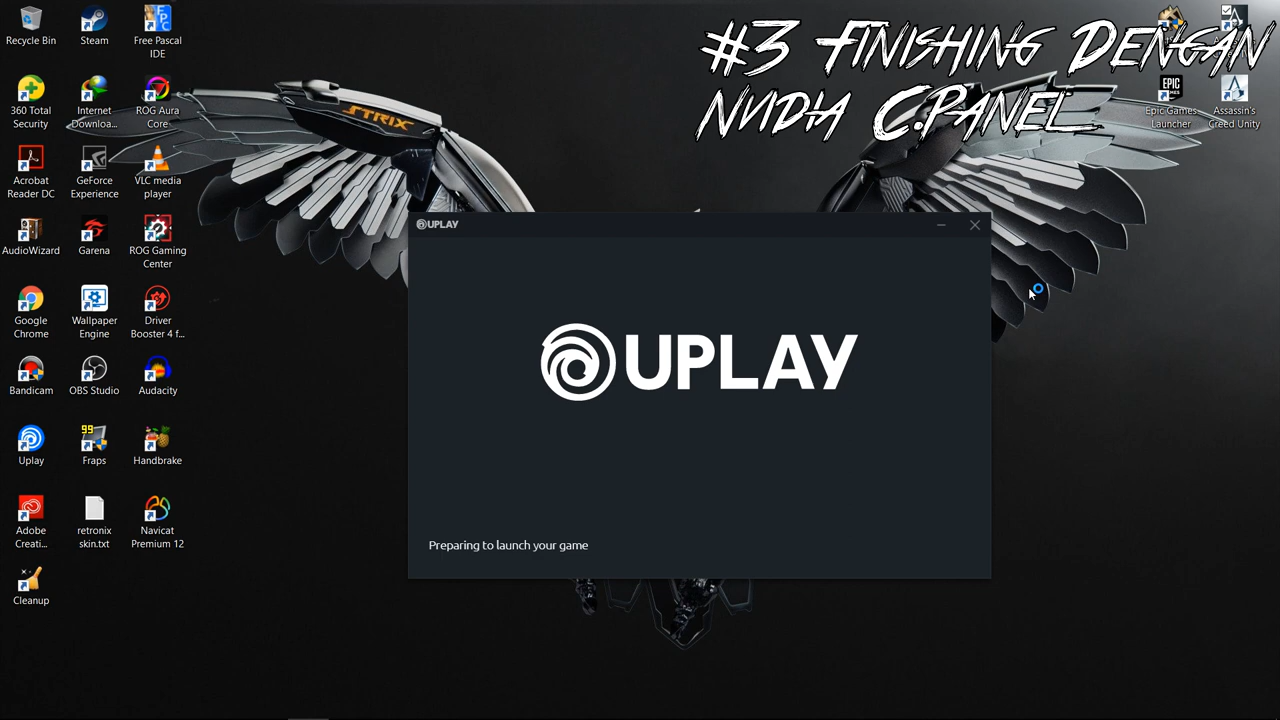 #3 Finishing Dengan
Nvidia C.Panel
Recycle Bin
Steam
Free Pascal
IDE
360 Total
Security
Internet
Downloa...
ROG Aura
Core
Acrobat
Reader DC
GeForce
Experience
VLC media
player
AudioWizard
Garena
ROG Gaming
Center
Google
Chrome
Wallpaper
Engine
Driver
Booster 4 f...
Bandicam
OBS Studio
Audacity
Uplay
99
Fraps
Handbrake
Adobe
Creati...
retronix
skin.txt
Navicat
Premium 12
Cleanup
STRIX
EPIC
Epic Games
Launcher
Assassin's
Creed Unity
UPLAY
UPLAY
Preparing to launch your game